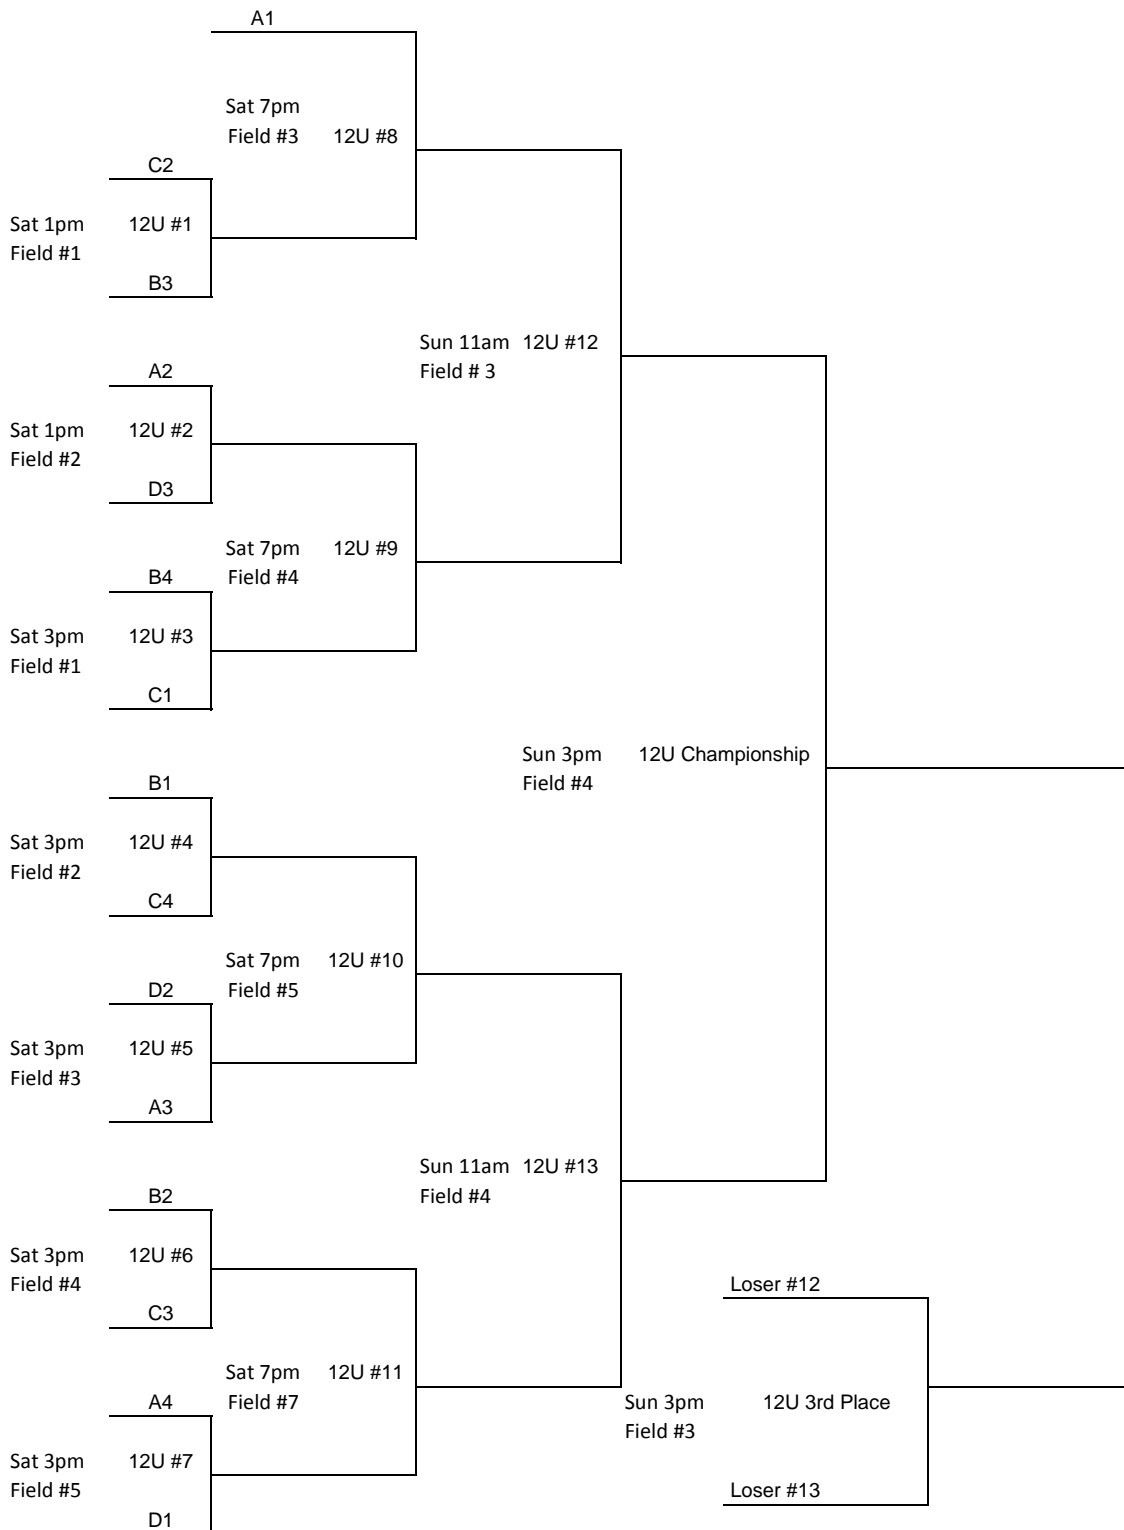 A1
Sat 7pm
Field #3 12U #8
C2
Sat 1pm 12U #1
Field #1
B3
Sun 11am 12U #12
Field # 3
A2
Sat 1pm 12U #2
Field #2
D3
Sat 7pm 12U #9
Field #4
B4
Sat 3pm 12U #3
Field #1
C1
Sun 3pm 12U Championship
Field #4
B1
Sat 3pm 12U #4
Field #2
C4
Sat 7pm 12U #10
Field #5
D2
Sat 3pm 12U #5
Field #3
A3
Sun 11am 12U #13
Field #4
B2
Sat 3pm 12U #6
Field #4
C3
Loser #12
Sat 7pm 12U #11
Field #7
Sun 3pm 12U 3rd Place
Field #3
A4
Sat 3pm 12U #7
Field #5
D1
Loser #13